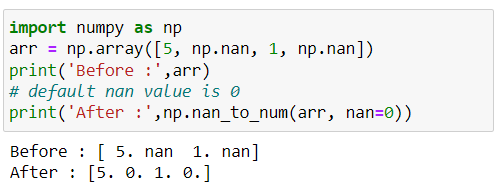 import numpy as np
arr = np.array([5, np.nan, 1, np.nan])
print('Before :',arr)
# default nan value is 0
print('After :',np.nan_to_num(arr, nan=0))
Before : [ 5. nan  1. nan]
After : [5. 0. 1. 0.]